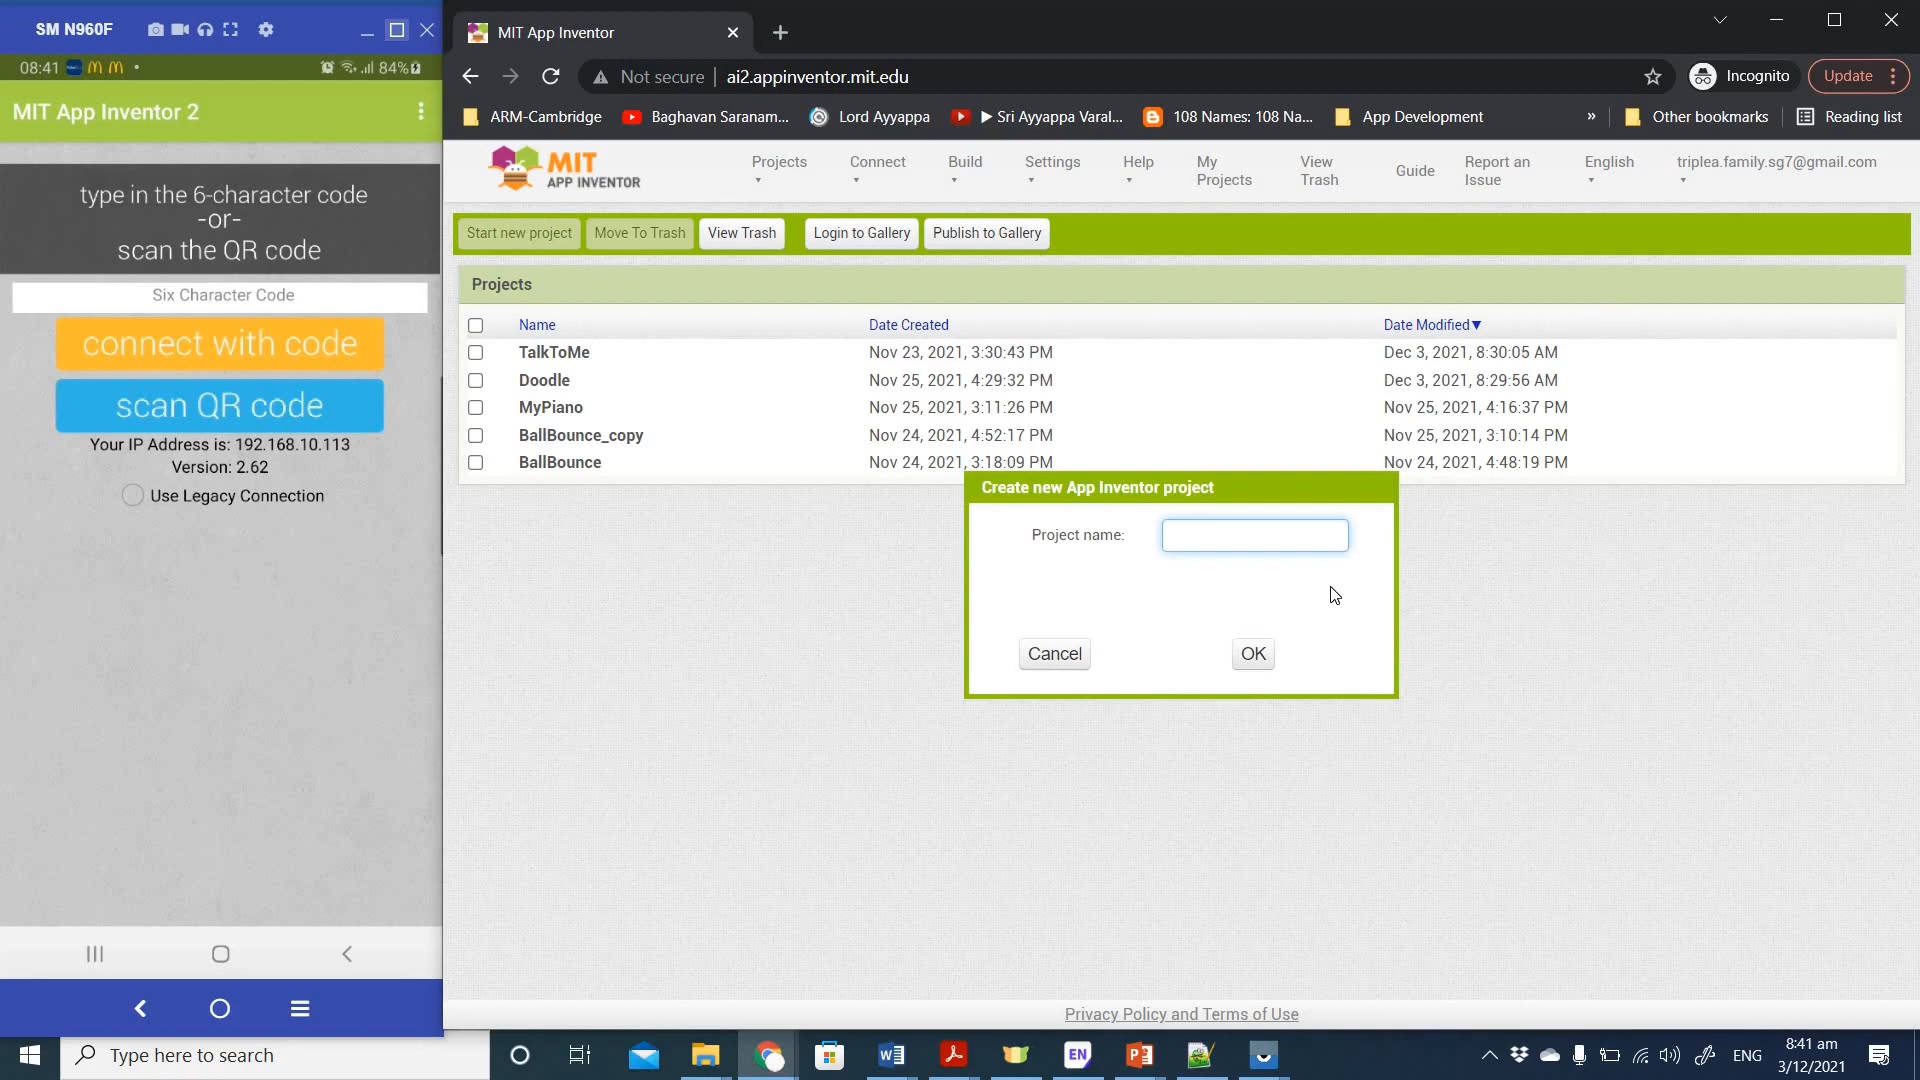 SM N960F
08:41
84%
MIT App Inventor 2
type in the 6-character code
-or-
scan the QR code
Six Character Code
connect with code
scan QR code
Your IP Address is: 192.168.10.113
Version: 2.62
Use Legacy Connection
MIT App Inventor
Not secure
ai2.appinventor.mit.edu
Incognito
Update
ARM-Cambridge
Baghavan Saranam...
Lord Ayyappa
▶ Sri Ayyappa Varal...
108 Names: 108 Na...
App Development
»
Other bookmarks
Reading list
MIT
APP INVENTOR
Projects
Connect
Build
Settings
Help
My
Projects
View
Trash
Guide
Report an
Issue
English
triplea.family.sg7@gmail.com
Start new project
Move To Trash
View Trash
Login to Gallery
Publish to Gallery
Projects
Name Date Created Date Modified▼
TalkToMe Nov 23, 2021, 3:30:43 PM Dec 3, 2021, 8:30:05 AM
Doodle Nov 25, 2021, 4:29:32 PM Dec 3, 2021, 8:29:56 AM
MyPiano Nov 25, 2021, 3:11:26 PM Nov 25, 2021, 4:16:37 PM
BallBounce_copy Nov 24, 2021, 4:52:17 PM Nov 25, 2021, 3:10:14 PM
BallBounce Nov 24, 2021, 3:18:09 PM Nov 24, 2021, 4:48:19 PM
Create new App Inventor project
Project name:
Cancel
OK
Privacy Policy and Terms of Use
Type here to search
EN
ENG
8:41 am
3/12/2021